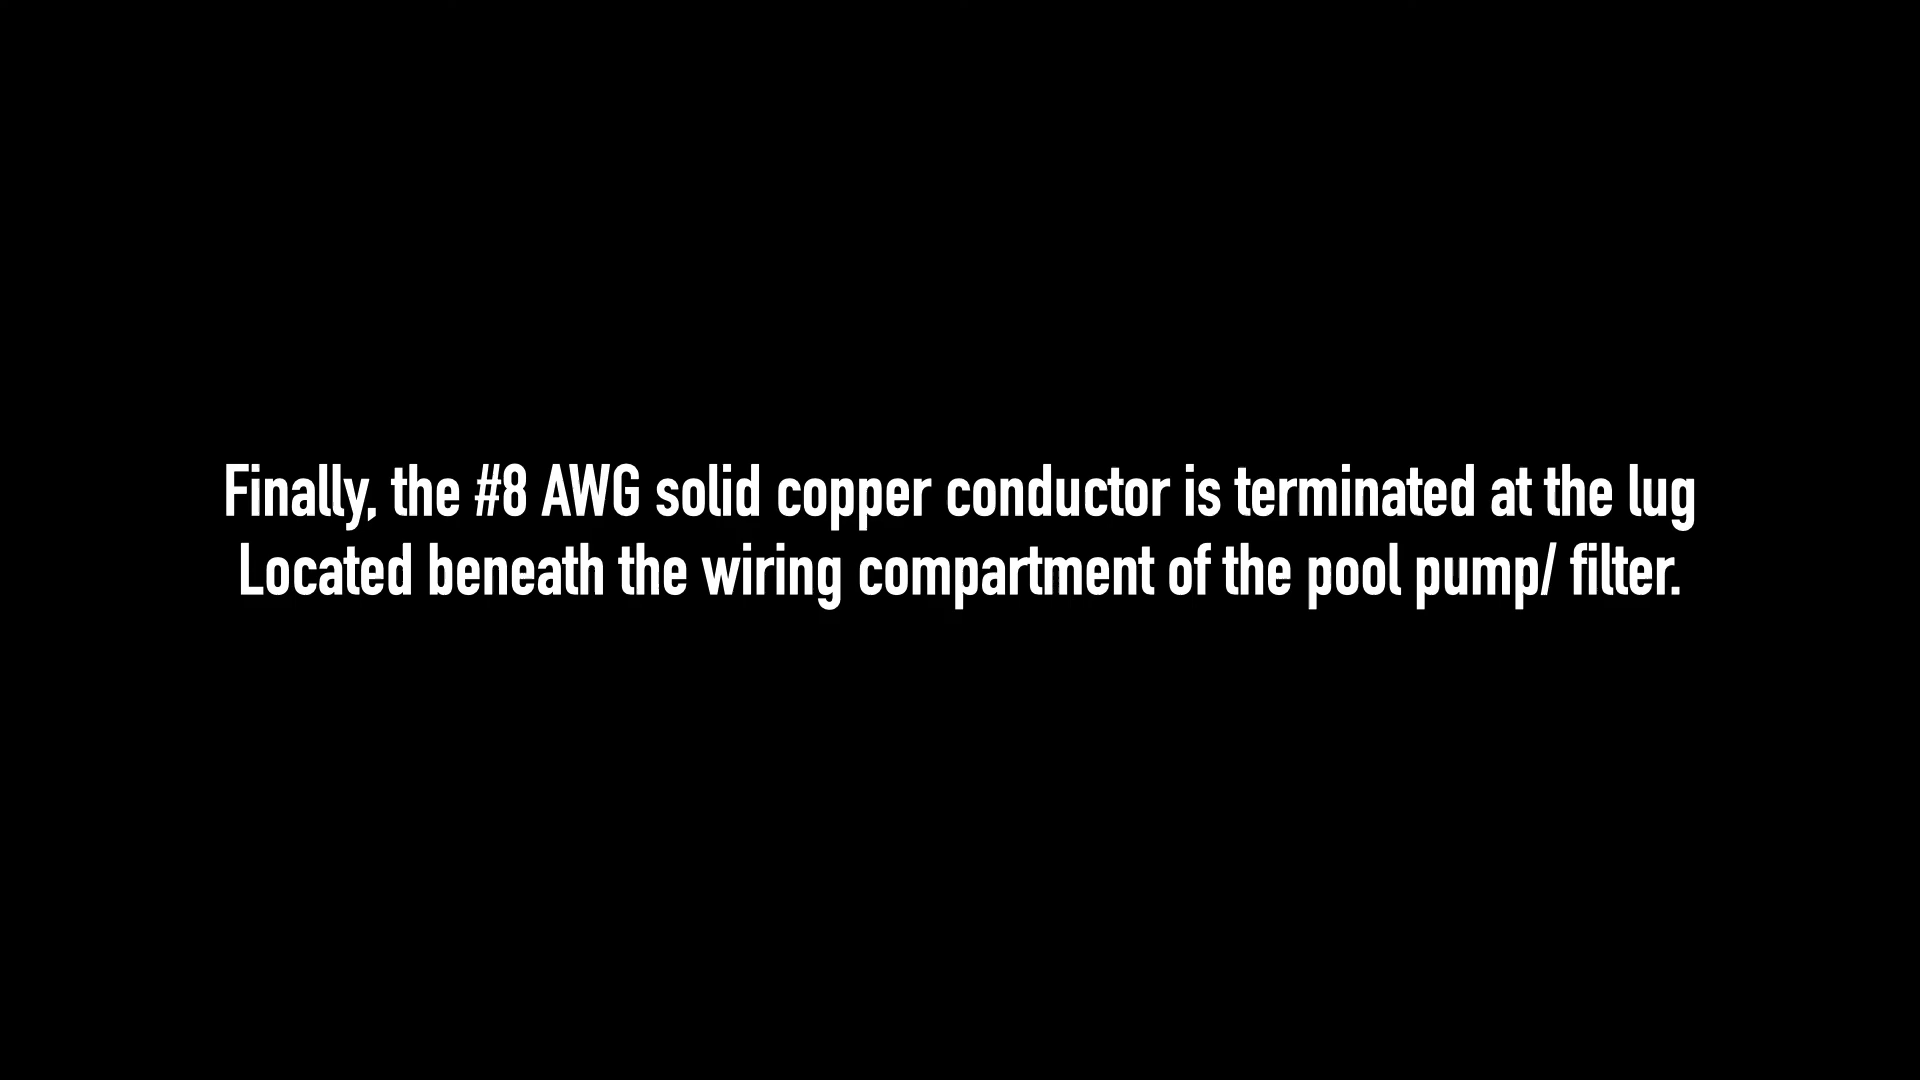 Finally, the #8 AWG solid copper conductor is terminated at the lug
Located beneath the wiring compartment of the pool pump/ filter.